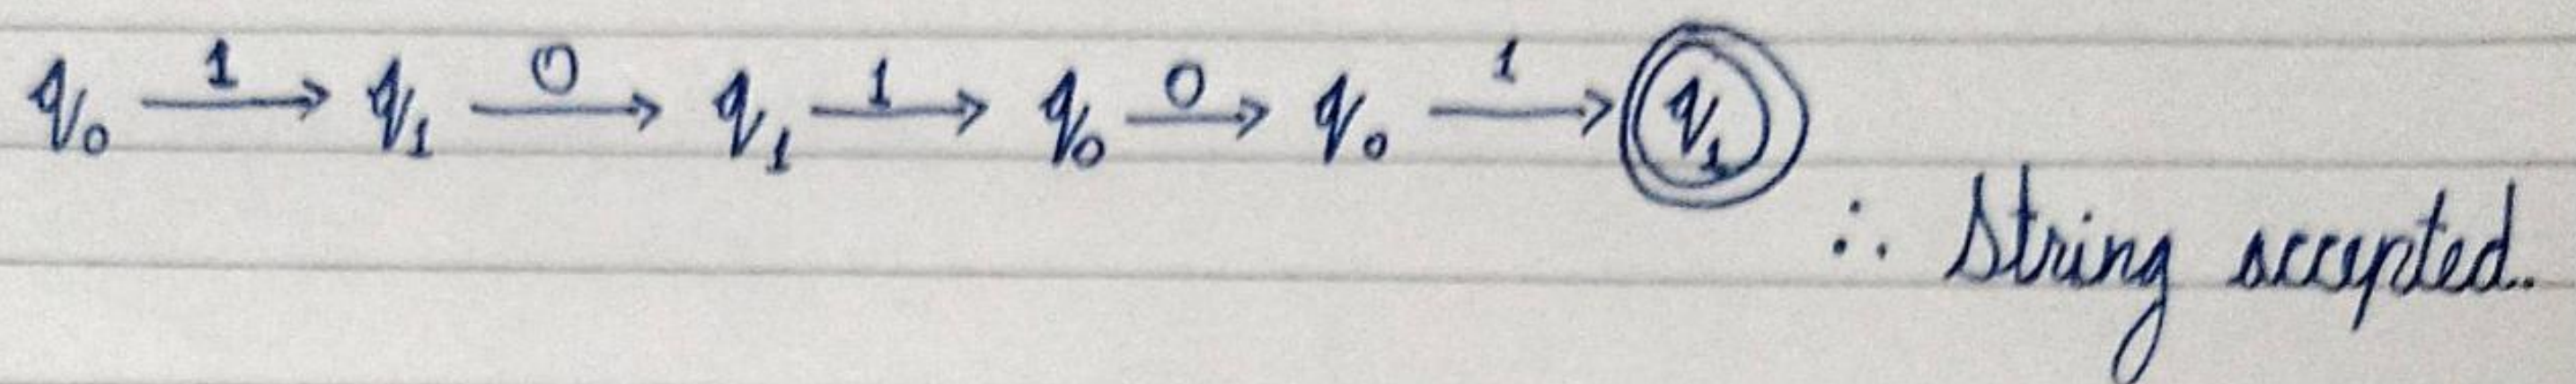 q₀ —1→ q₁ —0→ q₁ —1→ q₀ —0→ q₀ —1→ q₁
∴ String accepted.